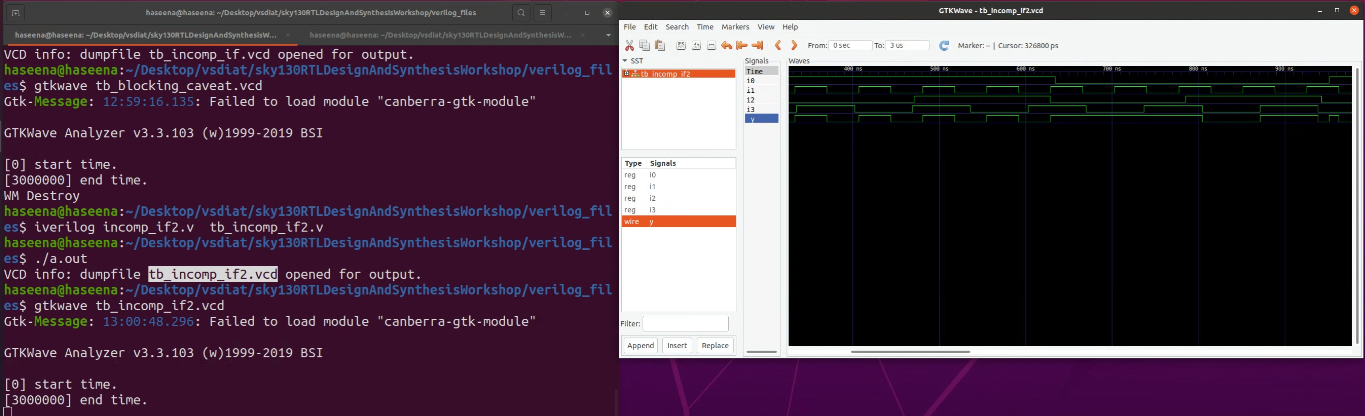 haseena@haseena: ~/Desktop/vsdiat/sky130RTLDesignAndSynthesisWorkshop/verilog_files
haseena@haseena: ~/Desktop/vsdiat/sky130RTLDesignAndSynthesisW...
haseena@haseena: ~/Desktop/vsdiat/sky130RTLDesignAndSynthesisW...
VCD info: dumpfile tb_incomp_if.vcd opened for output.
haseena@haseena:~/Desktop/vsdiat/sky130RTLDesignAndSynthesisWorkshop/verilog_fil
es$ gtkwave tb_blocking_caveat.vcd
Gtk-Message: 12:59:16.135: Failed to load module "canberra-gtk-module"
GTKWave Analyzer v3.3.103 (w)1999-2019 BSI
[0] start time.
[3000000] end time.
WM Destroy
haseena@haseena:~/Desktop/vsdiat/sky130RTLDesignAndSynthesisWorkshop/verilog_fil
es$ iverilog incomp_if2.v  tb_incomp_if2.v
haseena@haseena:~/Desktop/vsdiat/sky130RTLDesignAndSynthesisWorkshop/verilog_fil
es$ ./a.out
VCD info: dumpfile tb_incomp_if2.vcd opened for output.
haseena@haseena:~/Desktop/vsdiat/sky130RTLDesignAndSynthesisWorkshop/verilog_fil
es$ gtkwave tb_incomp_if2.vcd
Gtk-Message: 13:00:48.296: Failed to load module "canberra-gtk-module"
GTKWave Analyzer v3.3.103 (w)1999-2019 BSI
[0] start time.
[3000000] end time.
GTKWave - tb_incomp_if2.vcd
File Edit Search Time Markers View Help
From: 0 sec To: 3 us Marker: -- | Cursor: 326800 ps
SST
tb_incomp_if2
Type Signals
reg i0
reg i1
reg i2
reg i3
wire y
Filter:
Append Insert Replace
Signals
Time
i0
i1
i2
i3
y
Waves
400 ns 500 ns 600 ns 700 ns 800 ns 900 ns